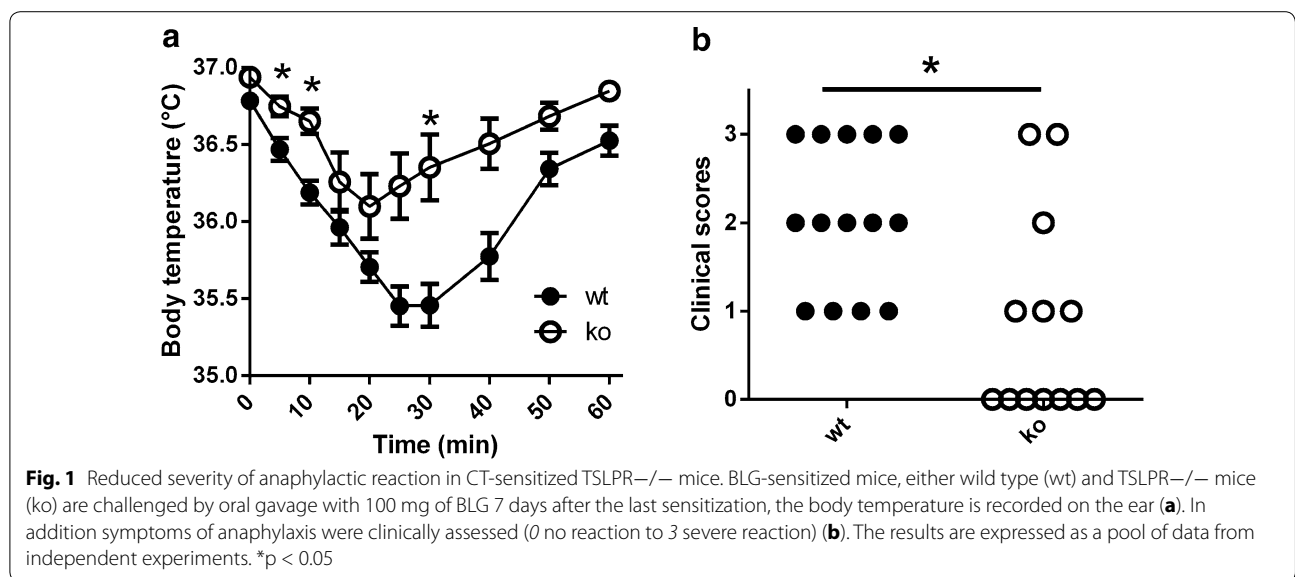 a
37.0
36.5
36.0
35.5
35.0
Body temperature (°C)
* * *
wt
ko
0 10 20 30 40 50 60
Time (min)
b
*
3
2
1
0
Clinical scores
wt ko
Fig. 1 Reduced severity of anaphylactic reaction in CT-sensitized TSLPR−/− mice. BLG-sensitized mice, either wild type (wt) and TSLPR−/− mice
(ko) are challenged by oral gavage with 100 mg of BLG 7 days after the last sensitization, the body temperature is recorded on the ear (a). In
addition symptoms of anaphylaxis were clinically assessed (0 no reaction to 3 severe reaction) (b). The results are expressed as a pool of data from
independent experiments. *p < 0.05